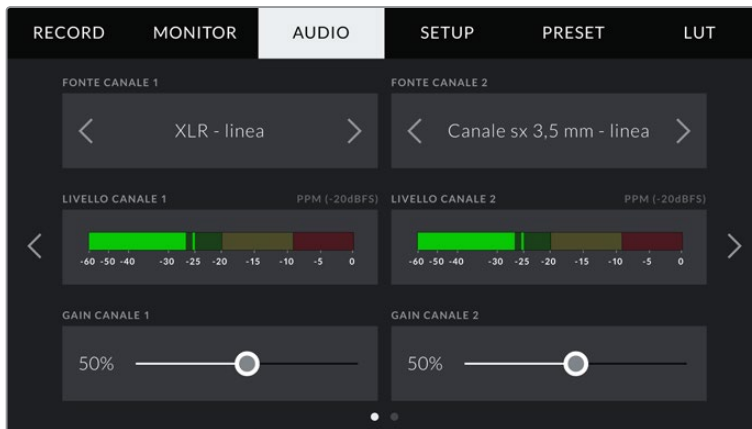 RECORD MONITOR AUDIO SETUP PRESET LUT
FONTE CANALE 1 FONTE CANALE 2
XLR - linea Canale sx 3,5 mm - linea
LIVELLO CANALE 1 PPM (-20dBFS) LIVELLO CANALE 2 PPM (-20dBFS)
-60 -50 -40 -30 -25 -20 -15 -10 -5 0 -60 -50 -40 -30 -25 -20 -15 -10 -5 0
GAIN CANALE 1 GAIN CANALE 2
50% 50%